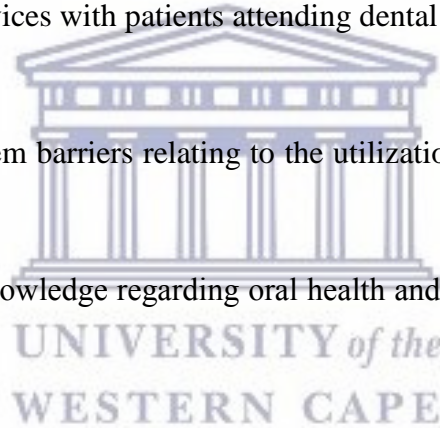 vices with patients attending dental
em barriers relating to the utilizatio
owledge regarding oral health and
UNIVERSITY of the
WESTERN CAPE